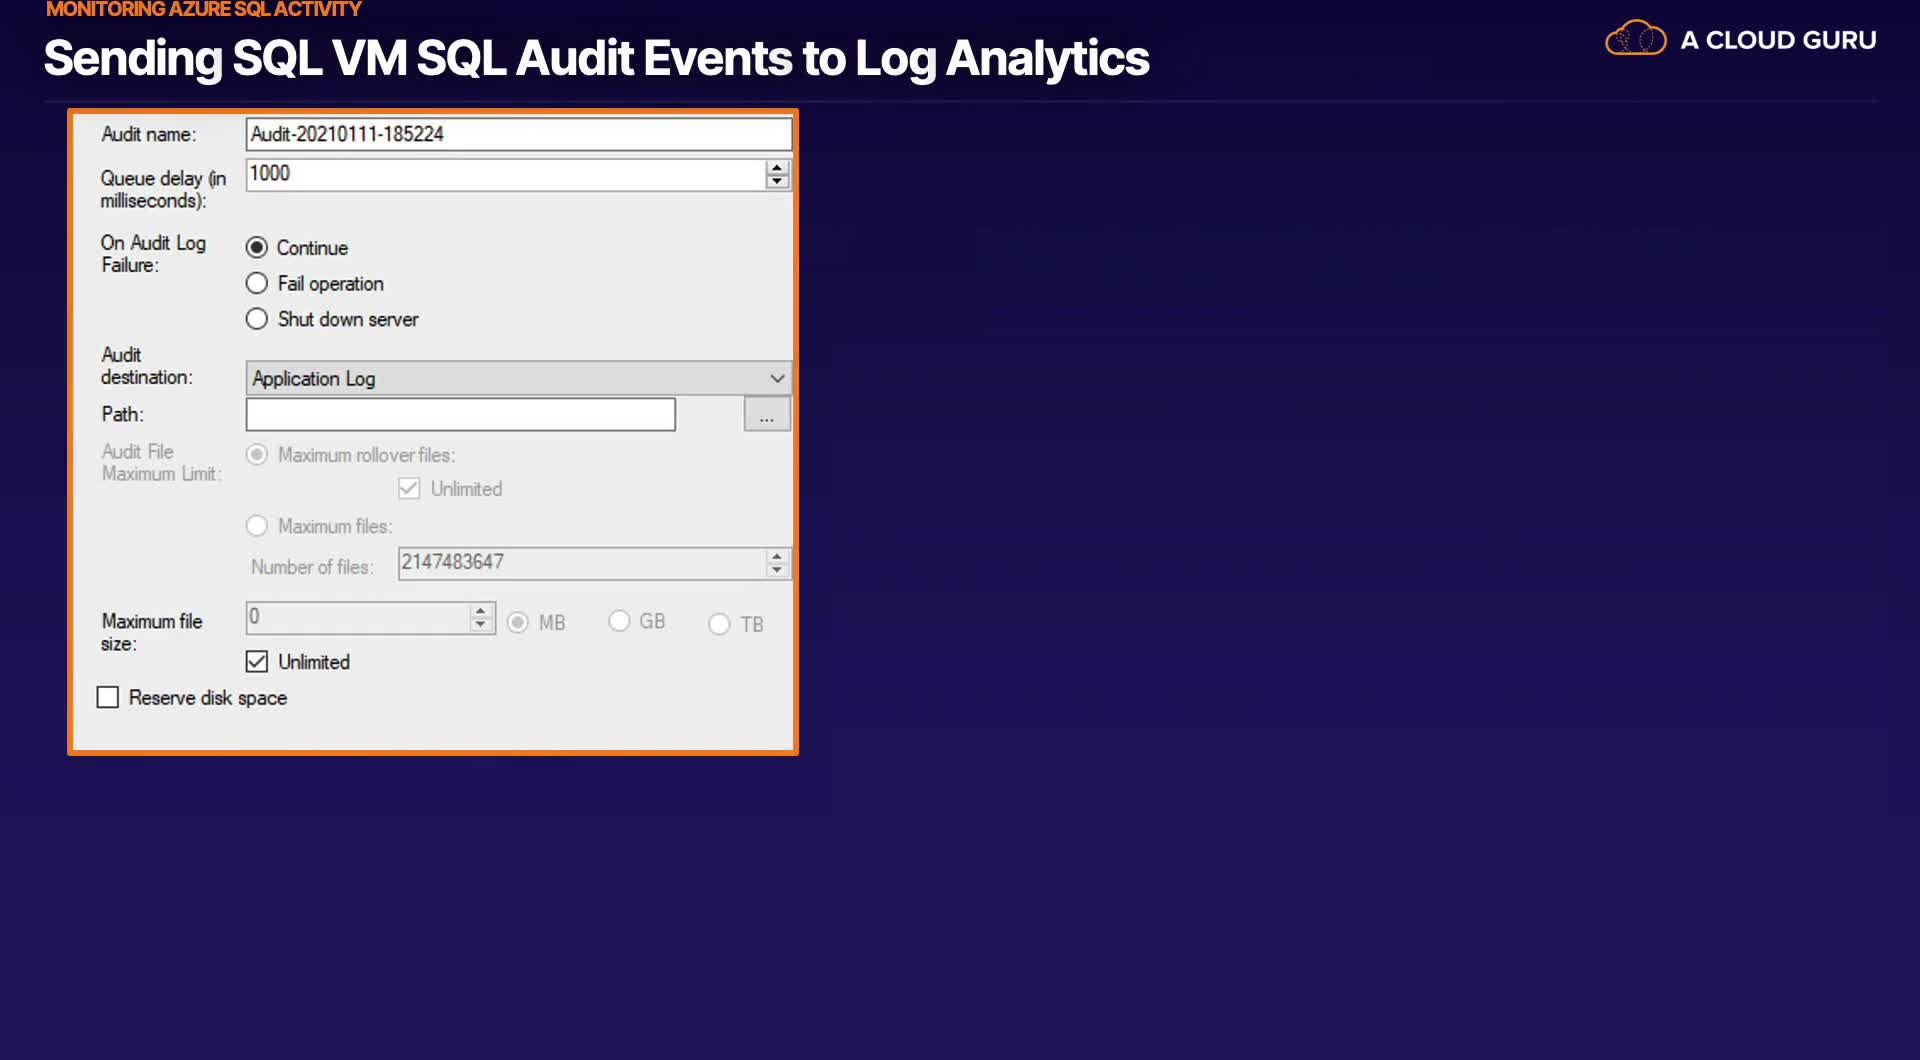 MONITORING AZURE SQL ACTIVITY
Sending SQL VM SQL Audit Events to Log Analytics
A CLOUD GURU
Audit name:
Audit-20210111-185224
Queue delay (in
milliseconds):
1000
On Audit Log
Failure:
Continue
Fail operation
Shut down server
Audit
destination:
Application Log
Path:
...
Audit File
Maximum Limit:
Maximum rollover files:
Unlimited
Maximum files:
Number of files:
2147483647
Maximum file
size:
0
MB
GB
TB
Unlimited
Reserve disk space